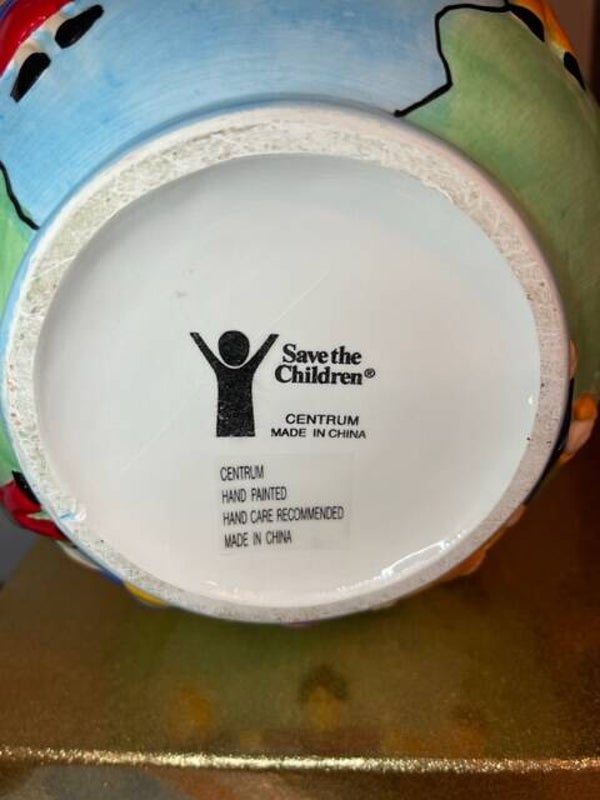 Save the
Children®
CENTRUM
MADE IN CHINA
CENTRUM
HAND PAINTED
HAND CARE RECOMMENDED
MADE IN CHINA